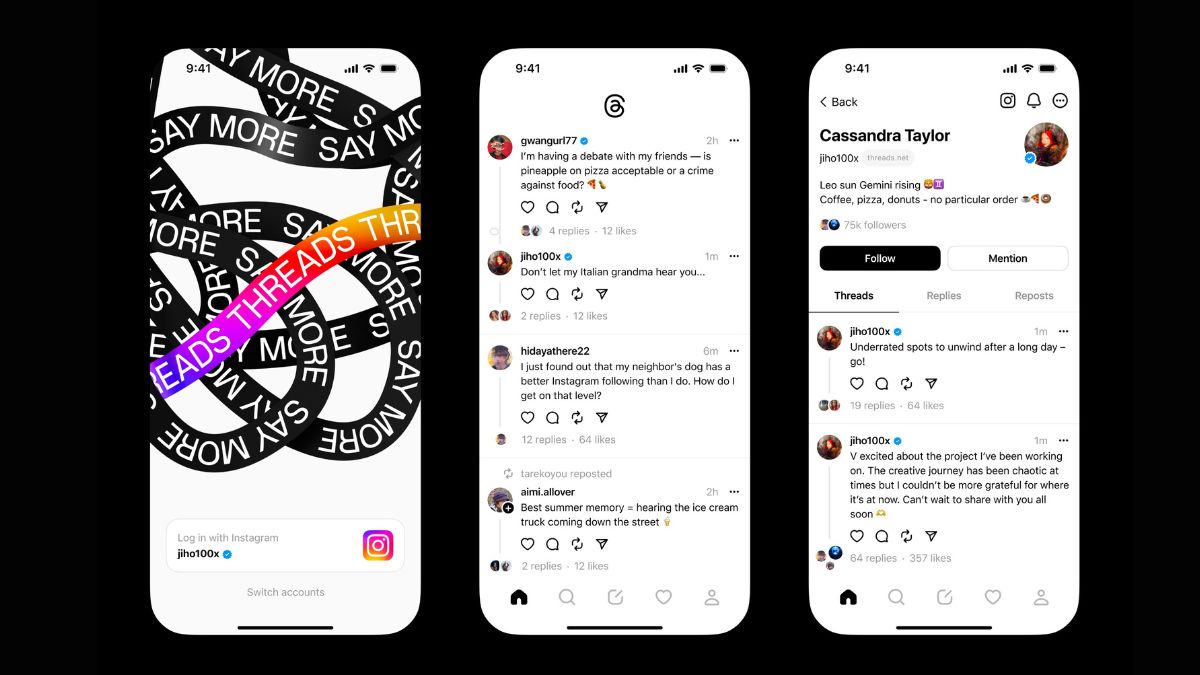 9:41
SAY MORE
SAY MORE SAY MO
SAY MORE
THREADS THREADS THR
SAY MORE
SAY MORE
SAY MORE
Log in with Instagram
jiho100x
Switch accounts
9:41
gwangurl77 2h
I’m having a debate with my friends — is
pineapple on pizza acceptable or a crime
against food? 🍕🍍
4 replies · 12 likes
jiho100x 1m
Don’t let my Italian grandma hear you...
2 replies · 12 likes
hidayathere22 6m
I just found out that my neighbor's dog has a
better Instagram following than I do. How do I
get on that level?
12 replies · 64 likes
tarekoyou reposted
aimi.allover 2h
Best summer memory = hearing the ice cream
truck coming down the street 🍦
2 replies · 12 likes
9:41
Back
Cassandra Taylor
jiho100x threads.net
Leo sun Gemini rising 🦁♊
Coffee, pizza, donuts - no particular order ☕🍕🍩
75k followers
Follow Mention
Threads Replies Reposts
jiho100x 1m
Underrated spots to unwind after a long day –
go!
19 replies · 64 likes
jiho100x 1m
V excited about the project I’ve been working
on. The creative journey has been chaotic at
times but I couldn’t be more grateful for where
it’s at now. Can’t wait to share with you all
soon 🫶
64 replies · 357 likes